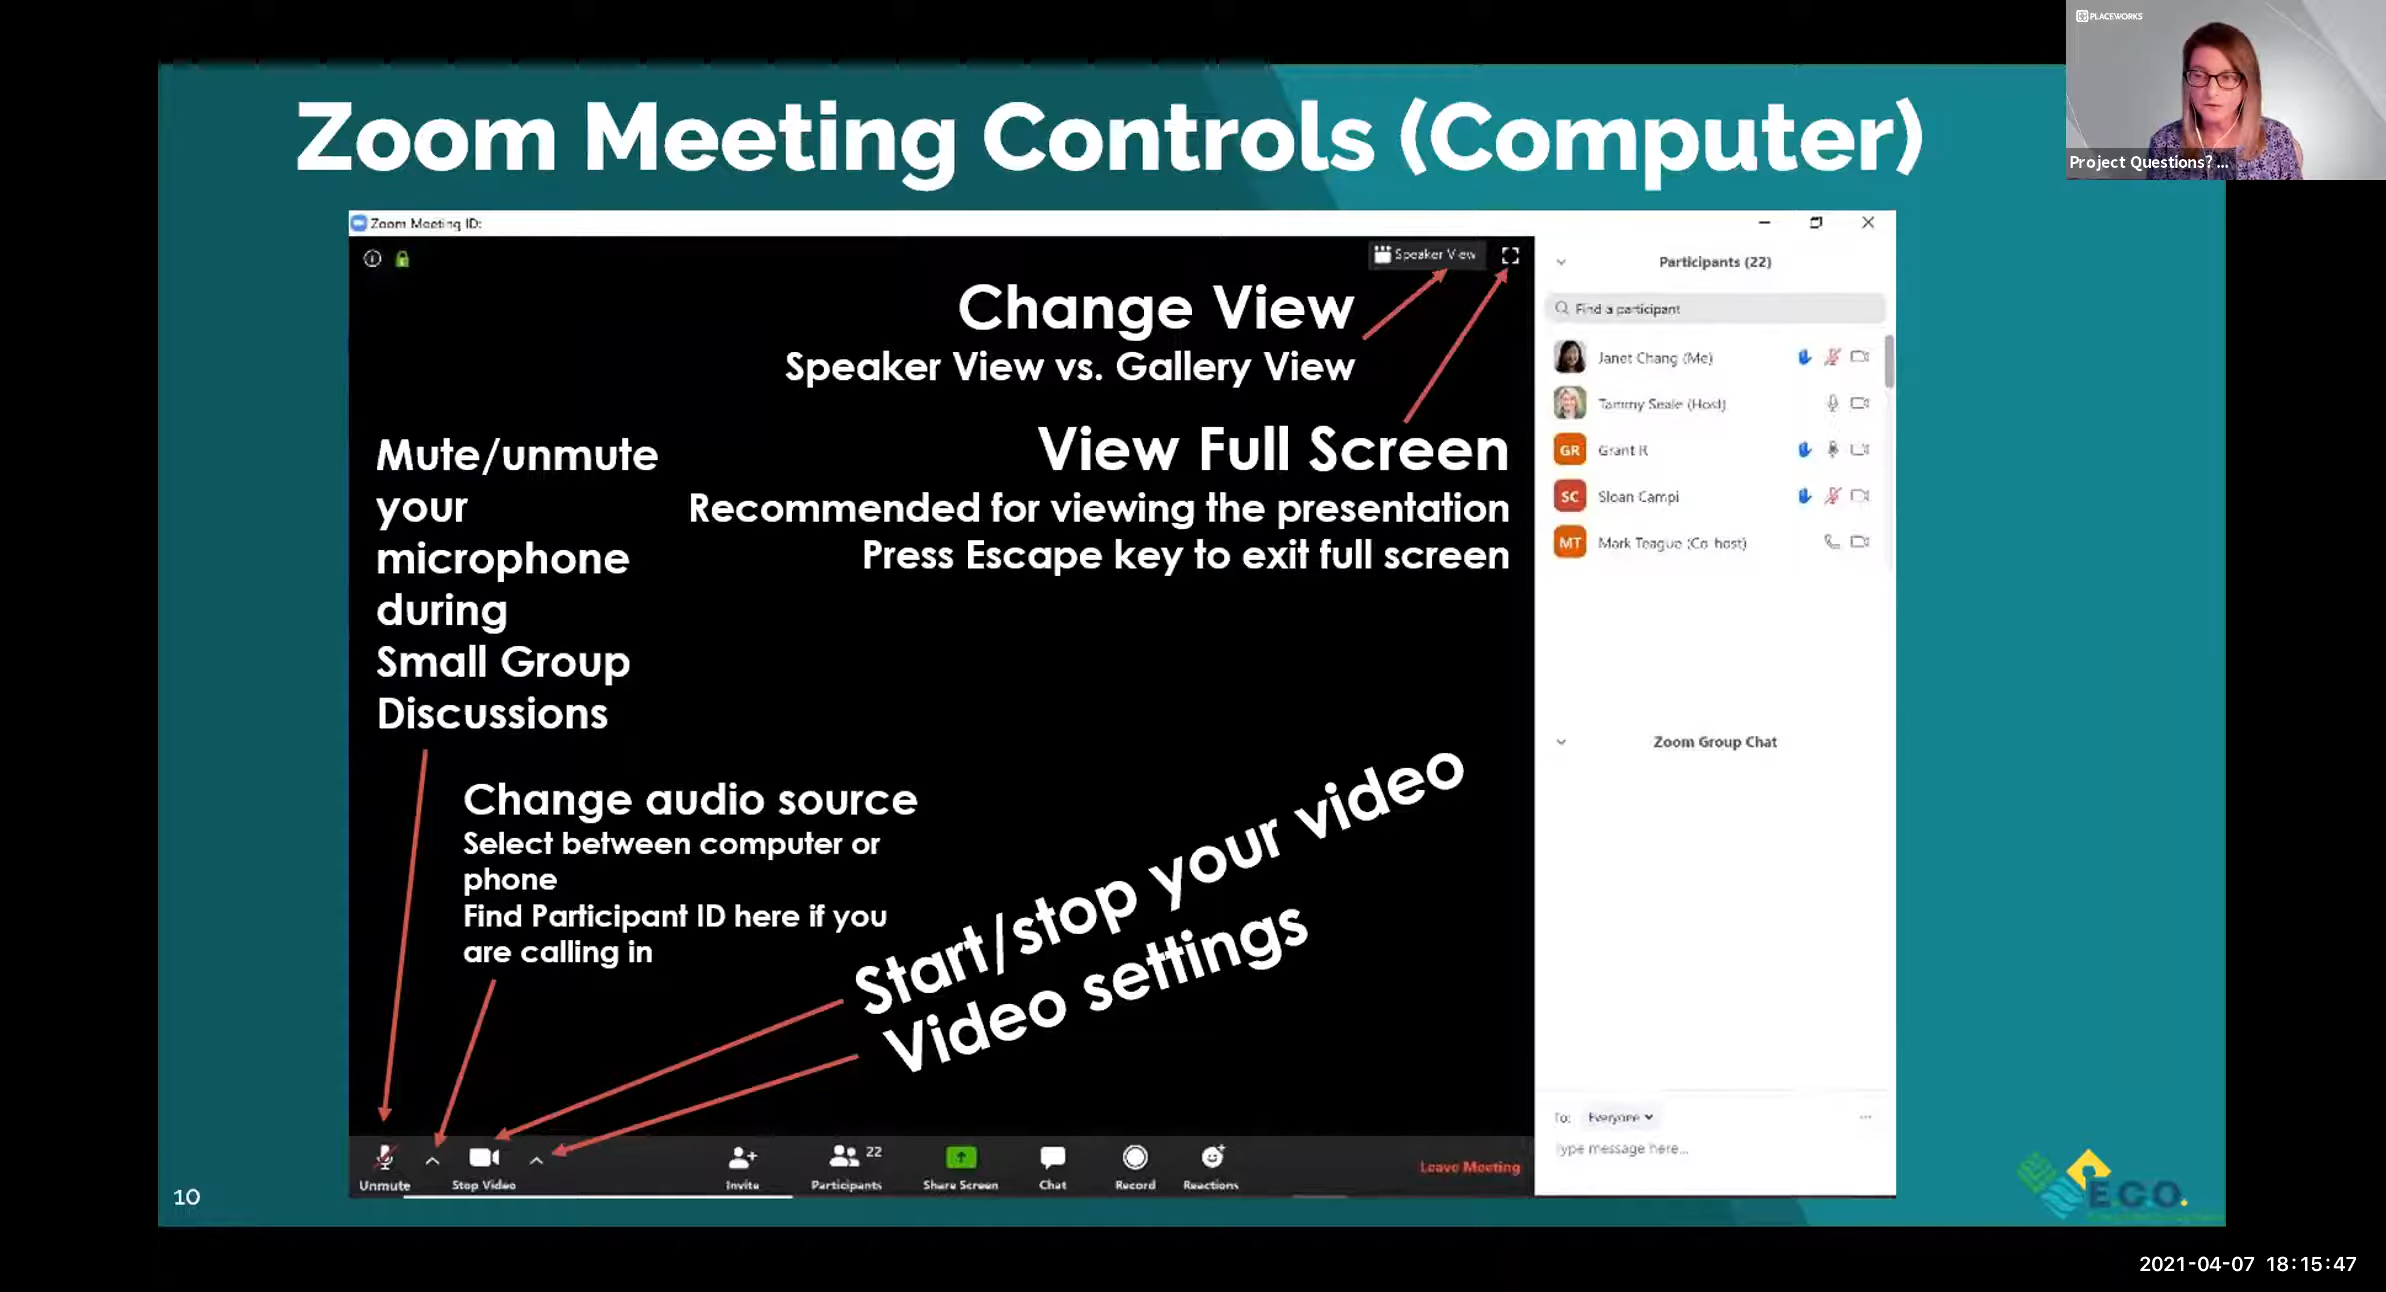 PLACEWORKS
Project Questions? ...
Zoom Meeting Controls (Computer)
Zoom Meeting ID:
Speaker View
Change View
Speaker View vs. Gallery View
View Full Screen
Recommended for viewing the presentation
Press Escape key to exit full screen
Mute/unmute
your
microphone
during
Small Group
Discussions
Change audio source
Select between computer or
phone
Find Participant ID here if you
are calling in
Start/stop your video
Video settings
Participants (22)
Find a participant
Janet Chang (Me)
Tammy Seale (Host)
GR Grant R
SC Sloan Campi
MT Mark Teague (Co-host)
Zoom Group Chat
To: Everyone
...
Type message here...
Unmute
Stop Video
Invite
22
Participants
Share Screen
Chat
Record
Reactions
Leave Meeting
10
E.C.O.
2021-04-07 18:15:47